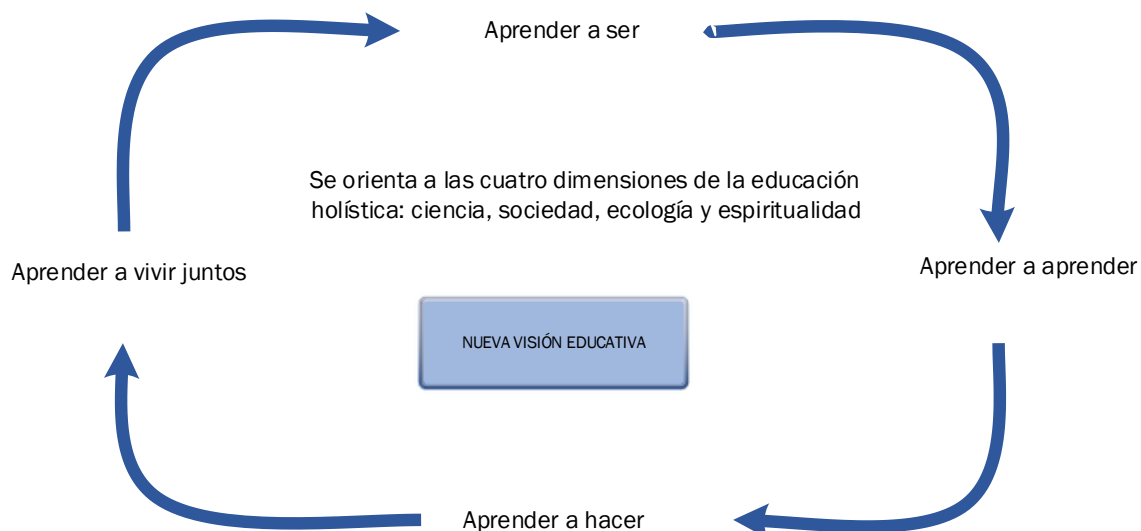 Aprender a ser
Se orienta a las cuatro dimensiones de la educación
holística: ciencia, sociedad, ecología y espiritualidad
Aprender a vivir juntos
Aprender a aprender
NUEVA VISIÓN EDUCATIVA
Aprender a hacer